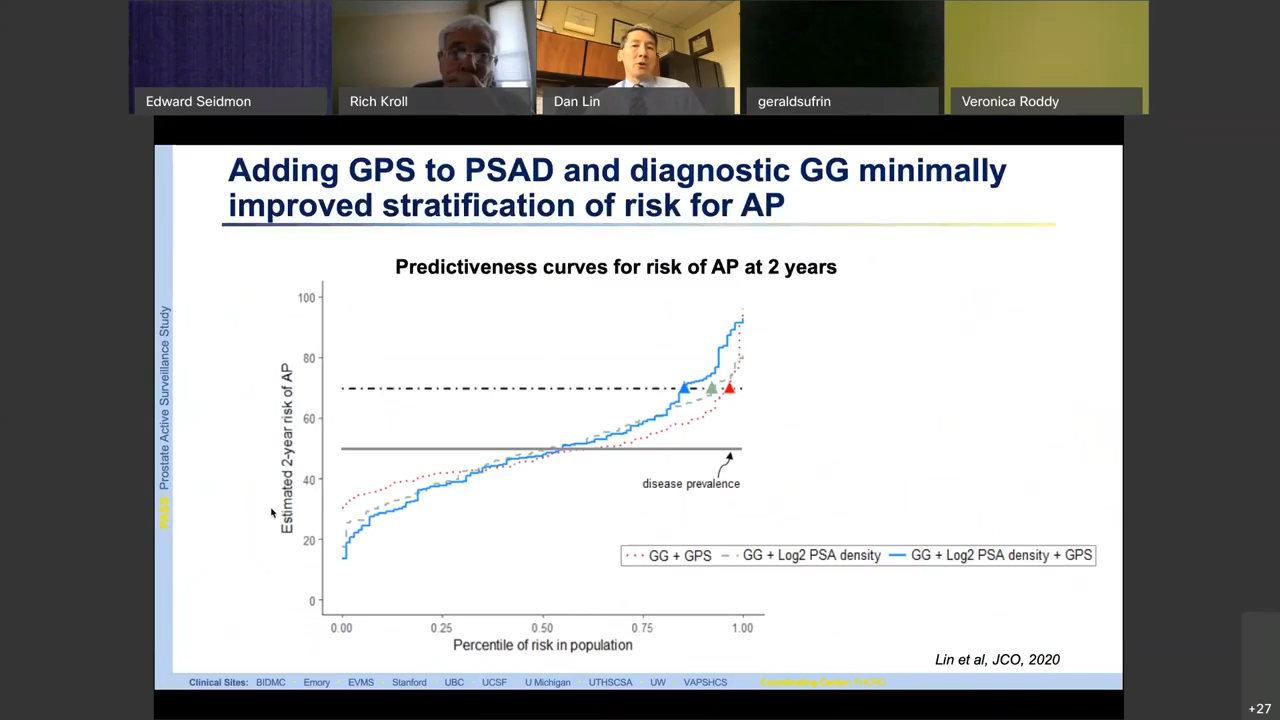 Edward Seidmon
Rich Kroll
Dan Lin
geraldsufrin
Veronica Roddy
Adding GPS to PSAD and diagnostic GG minimally
improved stratification of risk for AP
Predictiveness curves for risk of AP at 2 years
PASS Prostate Active Surveillance Study
Estimated 2-year risk of AP
100
80
60
40
20
0
disease prevalence
GG + GPS GG + Log2 PSA density GG + Log2 PSA density + GPS
0.00 0.25 0.50 0.75 1.00
Percentile of risk in population
Lin et al, JCO, 2020
Clinical Sites: BIDMC Emory EVMS Stanford UBC UCSF U Michigan UTHSCSA UW VAPSHCS Coordinating Center:
+27